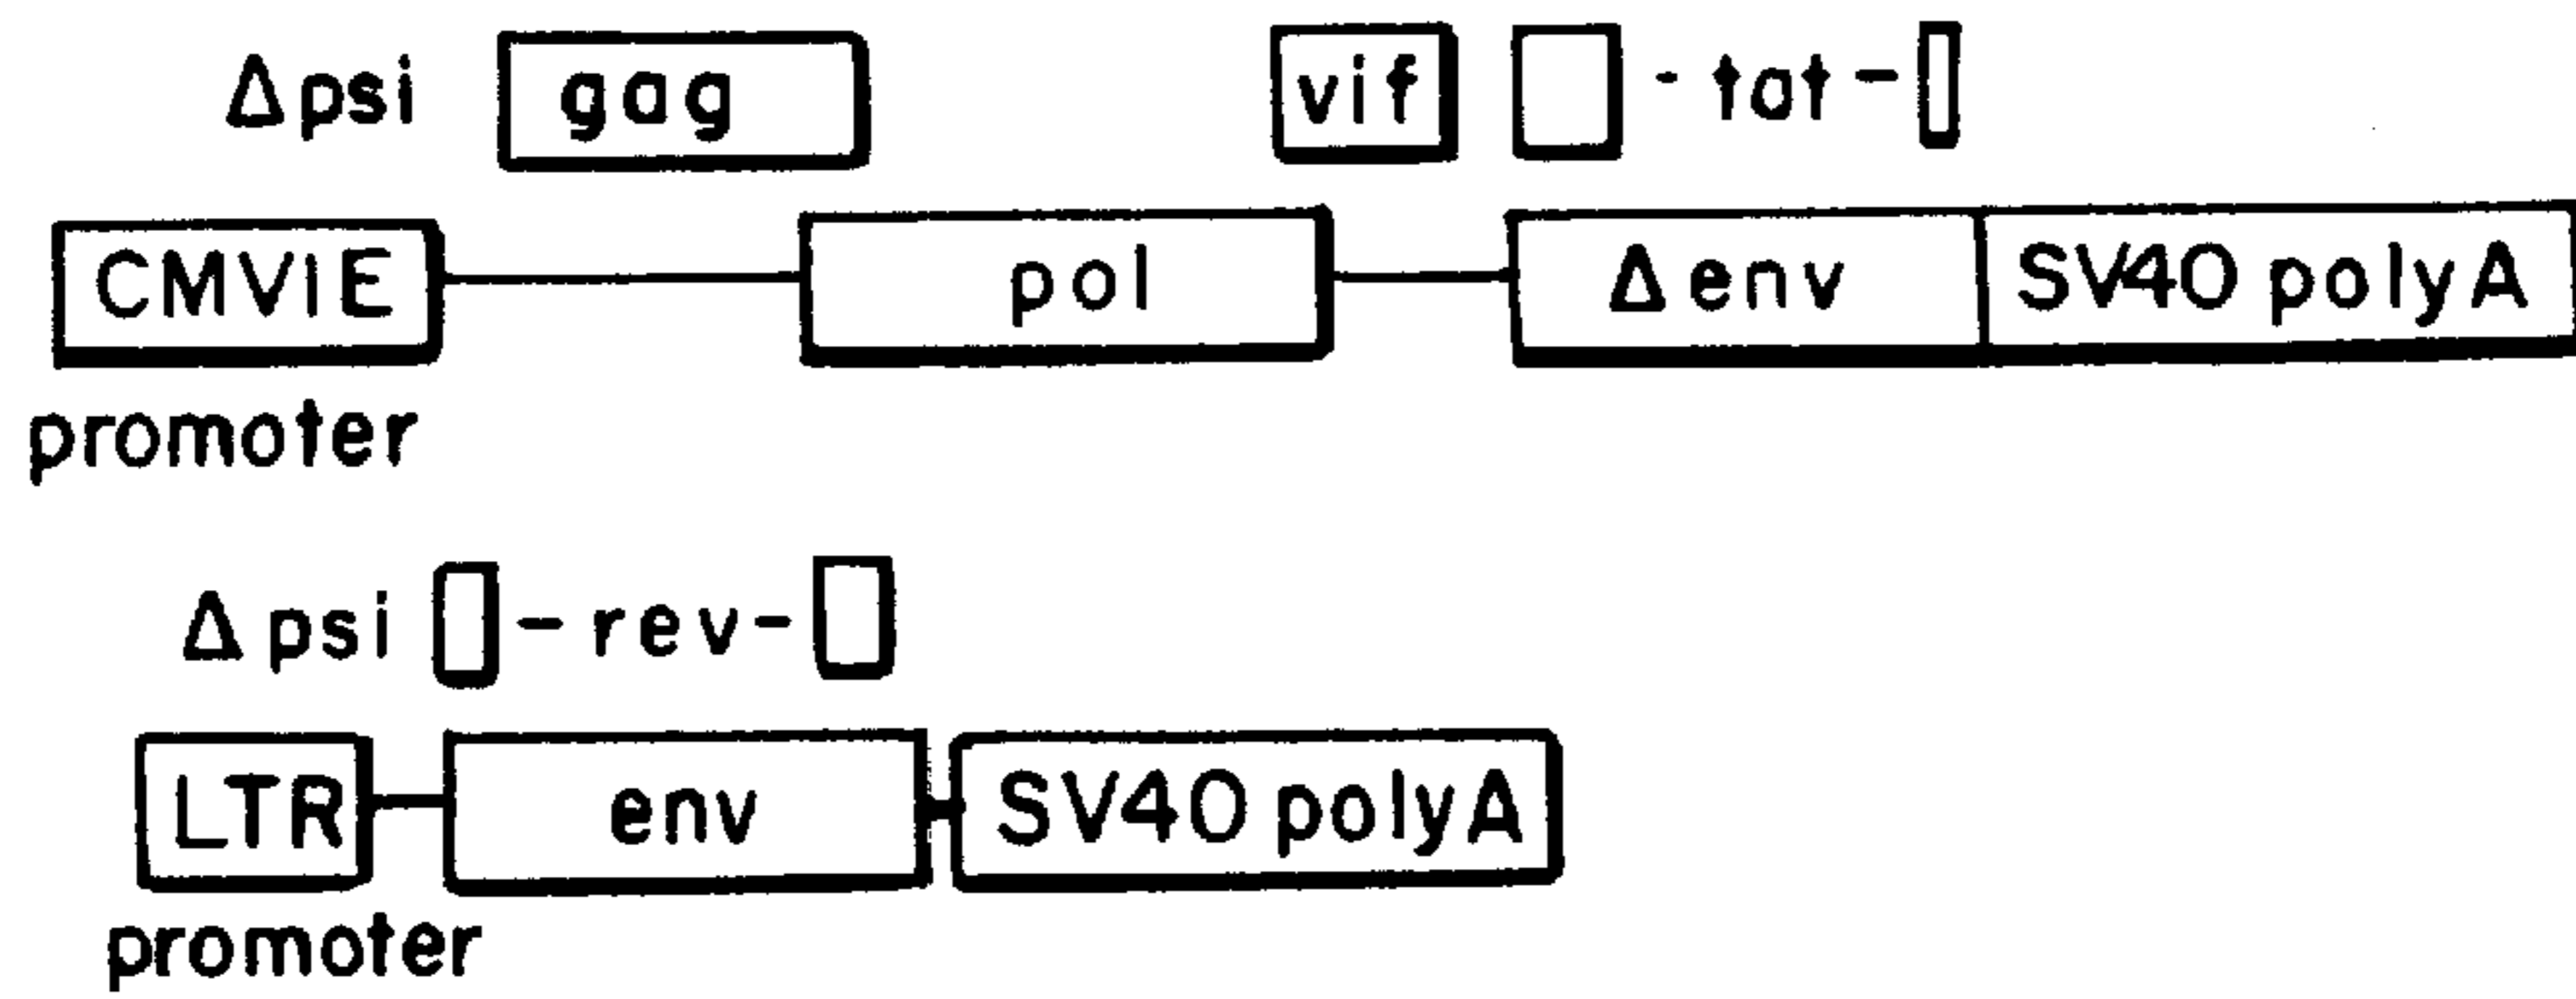 Δpsi gag vif - tat -
CMVIE pol Δenv SV40 polyA
promoter
Δpsi - rev -
LTR env SV40 polyA
promoter